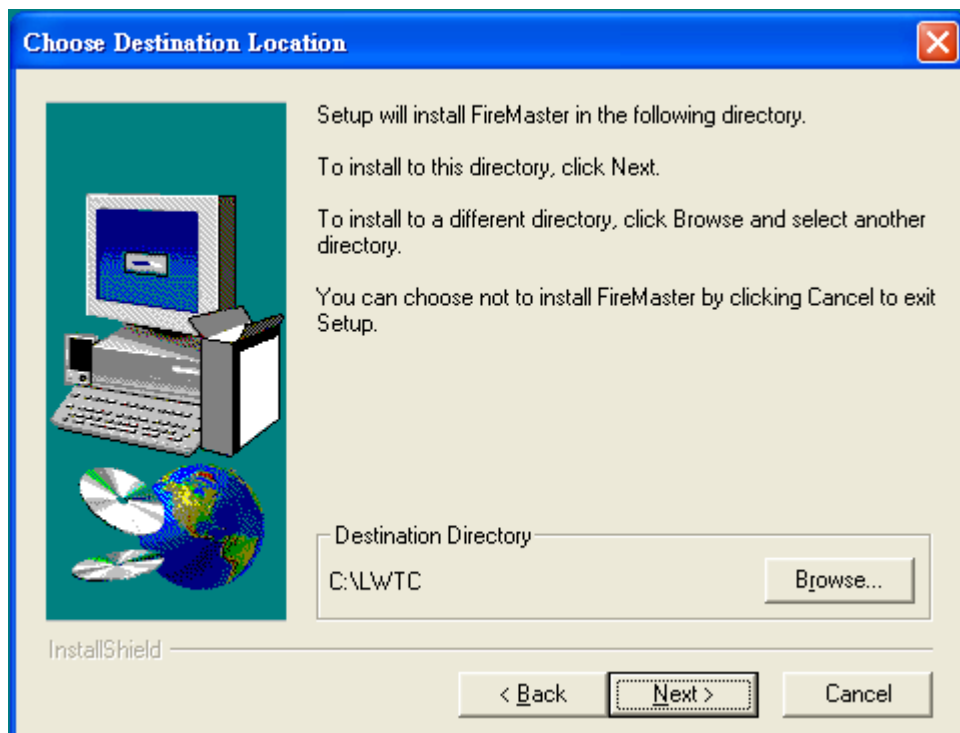 Choose Destination Location
Setup will install FireMaster in the following directory.
To install to this directory, click Next.
To install to a different directory, click Browse and select another
directory.
You can choose not to install FireMaster by clicking Cancel to exit
Setup.
Destination Directory
C:\LWTC
Browse...
InstallShield
< Back
Next >
Cancel